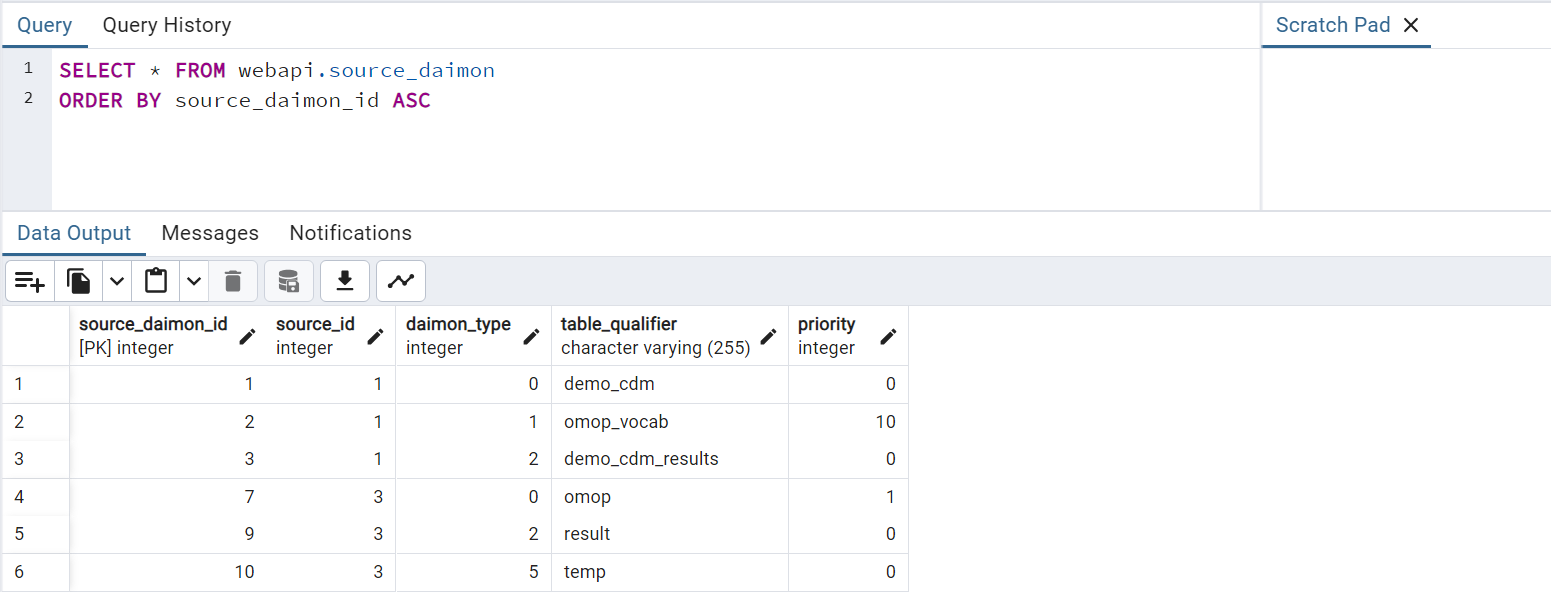 Query Query History Scratch Pad
1 SELECT * FROM webapi.source_daimon
2 ORDER BY source_daimon_id ASC
Data Output Messages Notifications
source_daimon_id source_id daimon_type table_qualifier priority
[PK] integer integer integer character varying (255) integer
1 1 1 0 demo_cdm 0
2 2 1 1 omop_vocab 10
3 3 1 2 demo_cdm_results 0
4 7 3 0 omop 1
5 9 3 2 result 0
6 10 3 5 temp 0